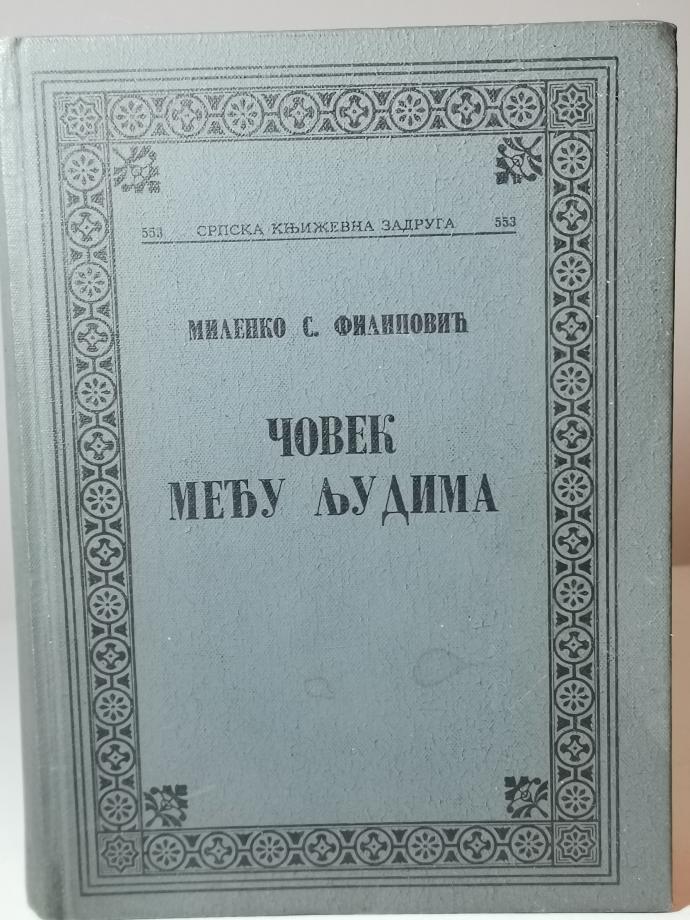 553 СРПСКА КЊИЖЕВНА ЗАДРУГА 553
МИЛЕНКО С. ФИЛИПОВИЋ
ЧОВЕК
МЕЂУ ЉУДИМА